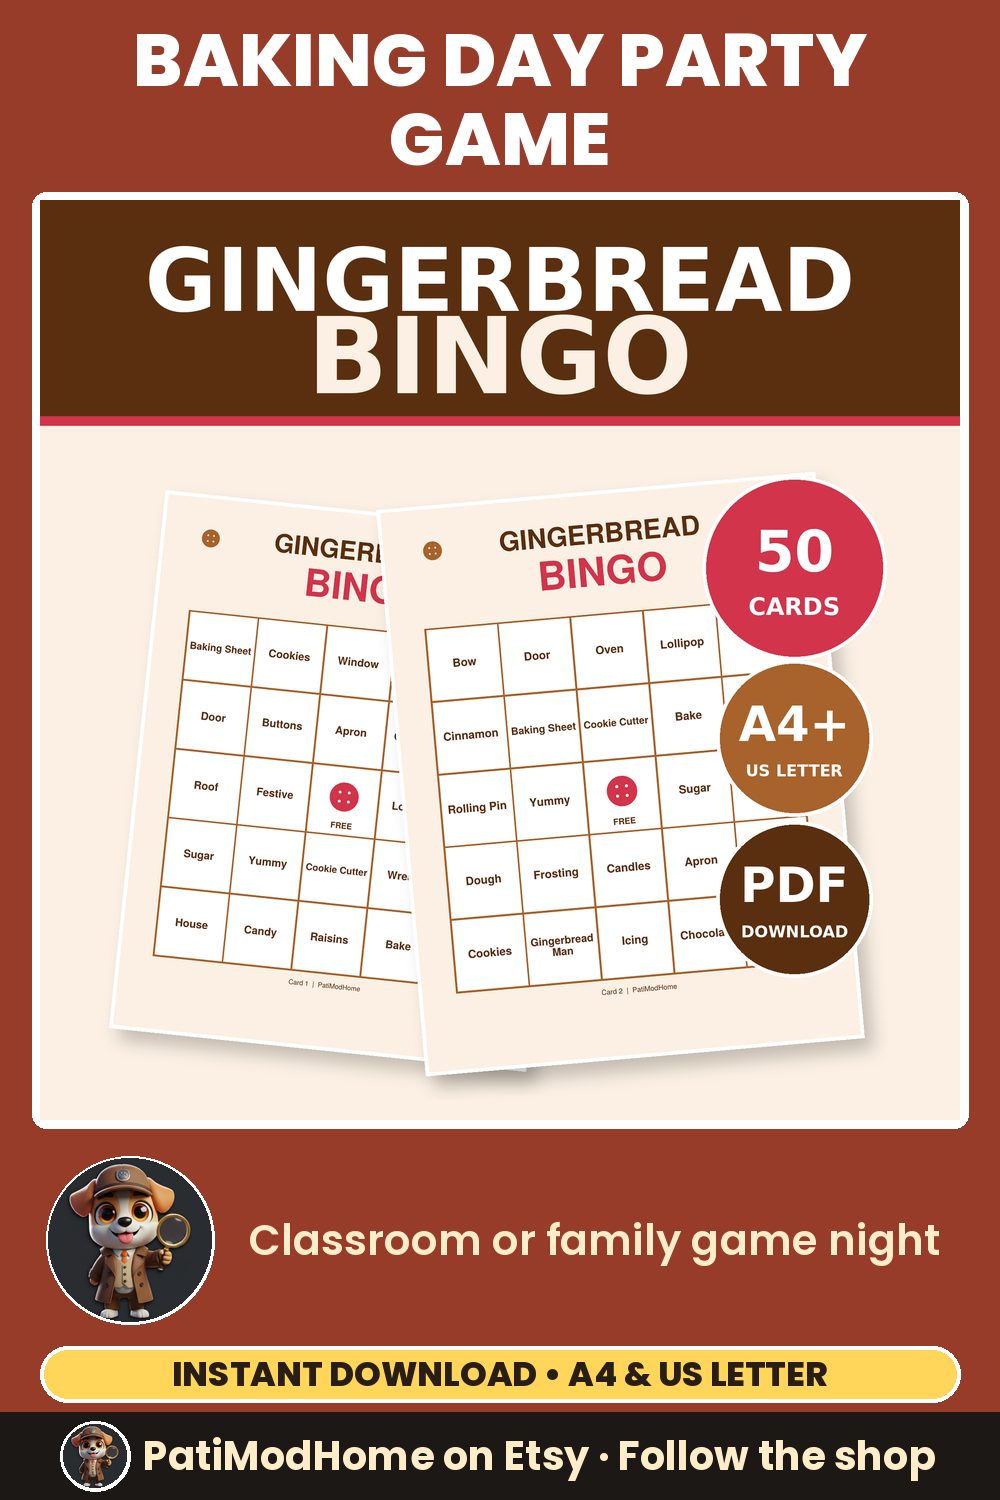 BAKING DAY PARTY
GAME
GINGERBREAD
BINGO
BINGO
Baking Sheet
Cookies
Window
Door
Buttons
Apron
Roof
Festive
FREE
Sugar
Yummy
Cookie Cutter
House
Candy
Raisins
Bake
Card 1 | PatiModHome
GINGERBREAD
BINGO
Bow
Door
Oven
Lollipop
Cinnamon
Baking Sheet
Cookie Cutter
Bake
Rolling Pin
Yummy
FREE
Sugar
Dough
Frosting
Candles
Apron
Cookies
Gingerbread
Man
Icing
Card 2 | PatiModHome
50
CARDS
A4+
US LETTER
PDF
DOWNLOAD
Classroom or family game night
INSTANT DOWNLOAD • A4 & US LETTER
PatiModHome on Etsy · Follow the shop